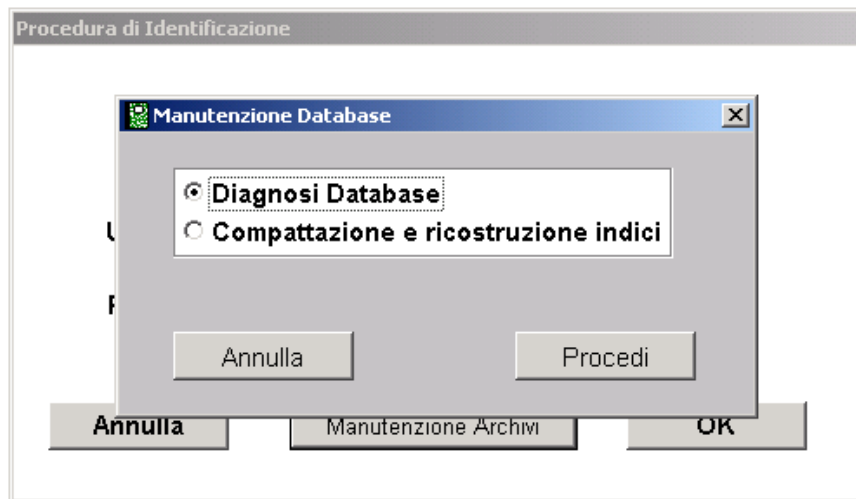 Procedura di Identificazione
Manutenzione Database
Diagnosi Database
Compattazione e ricostruzione indici
Annulla
Procedi
Annulla
Manutenzione Archivi
OK